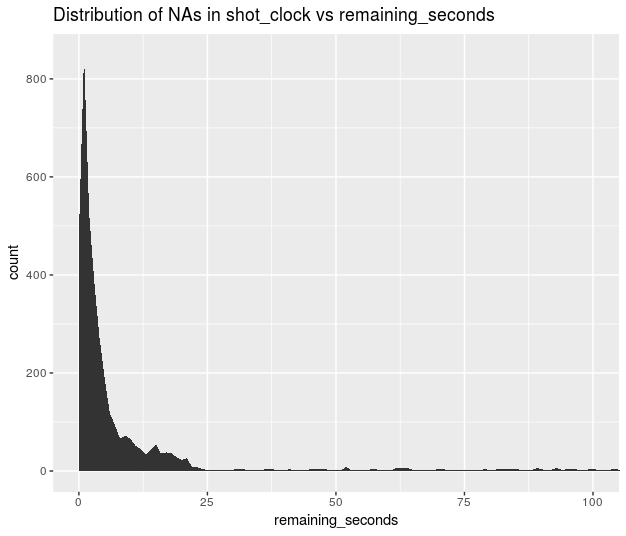 Distribution of NAs in shot_clock vs remaining_seconds
count
800
600
400
200
0
0 25 50 75 100
remaining_seconds